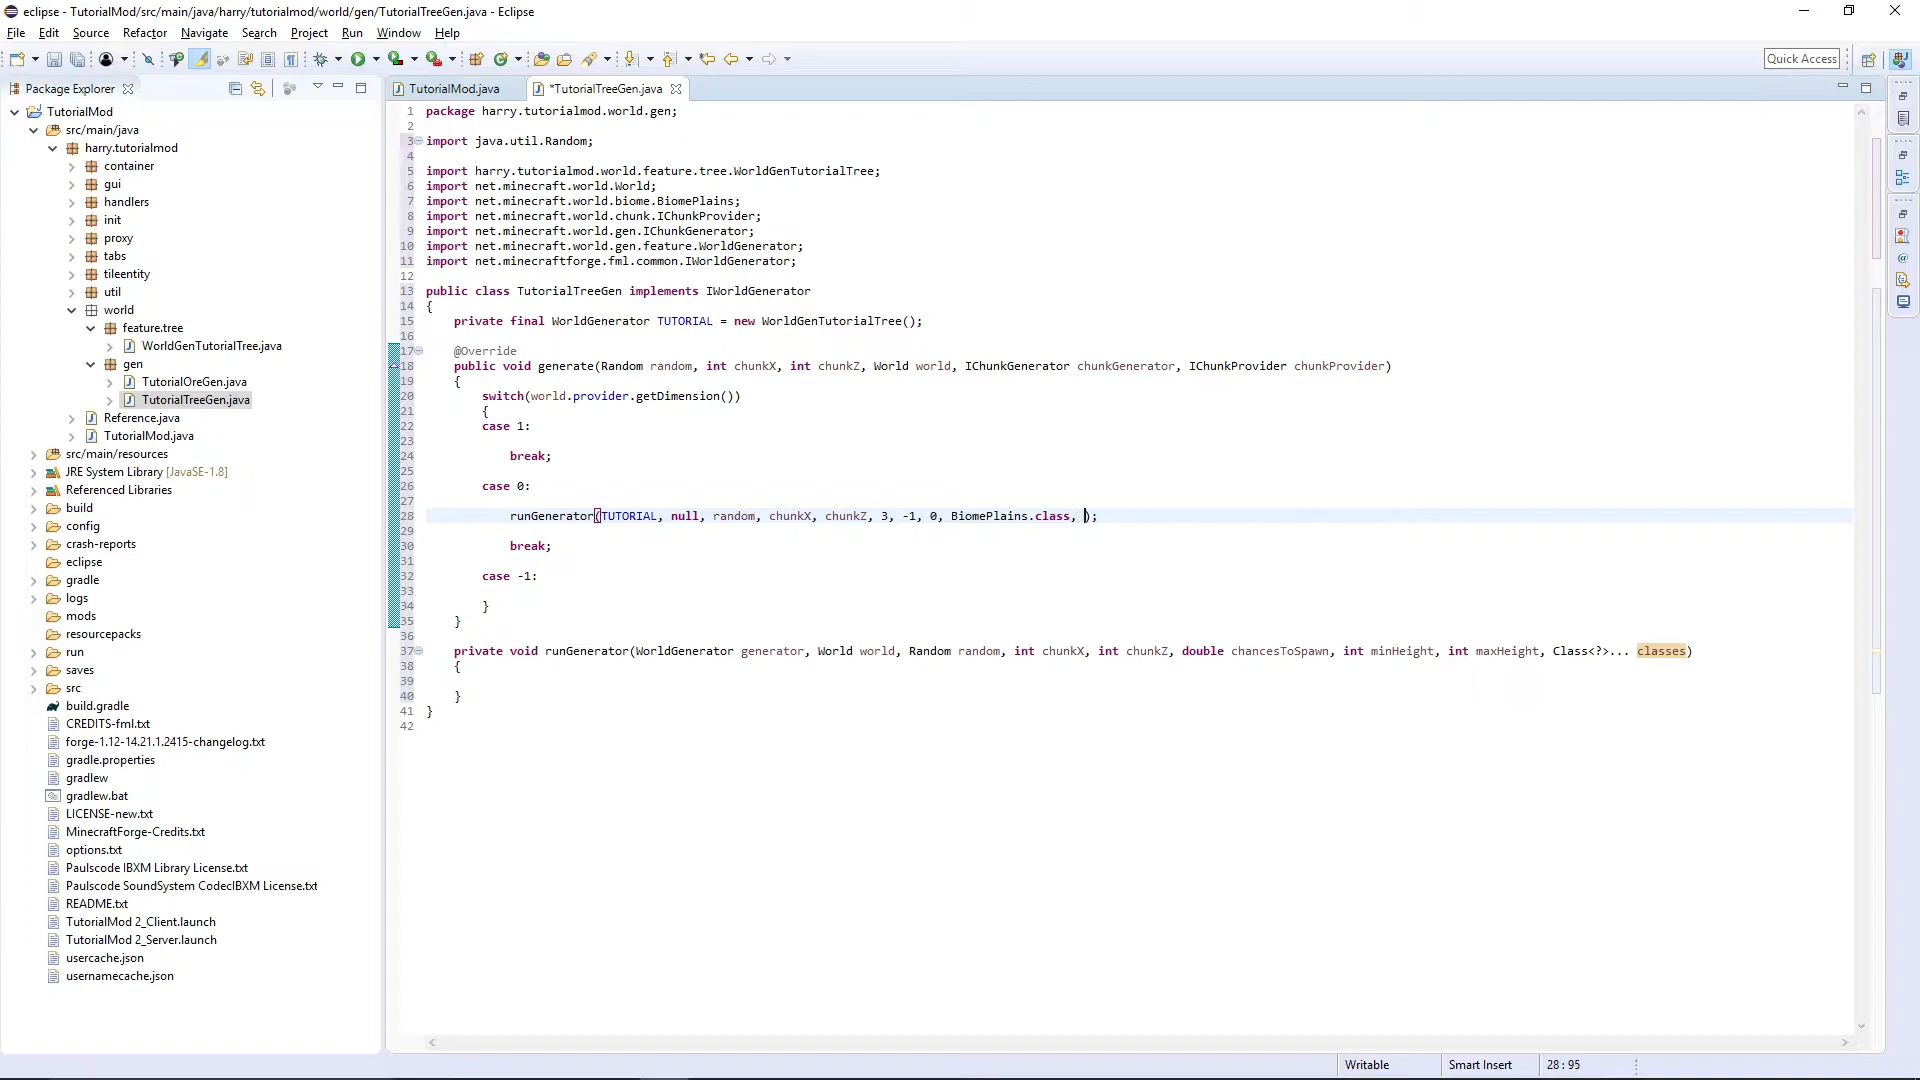 eclipse - TutorialMod/src/main/java/harry/tutorialmod/world/gen/TutorialTreeGen.java - Eclipse
File Edit Source Refactor Navigate Search Project Run Window Help
Quick Access
Package Explorer
TutorialMod
src/main/java
harry.tutorialmod
container
gui
handlers
init
proxy
tabs
tileentity
util
world
feature.tree
WorldGenTutorialTree.java
gen
TutorialOreGen.java
TutorialTreeGen.java
Reference.java
TutorialMod.java
src/main/resources
JRE System Library [JavaSE-1.8]
Referenced Libraries
build
config
crash-reports
eclipse
gradle
logs
mods
resourcepacks
run
saves
src
build.gradle
CREDITS-fml.txt
forge-1.12-14.21.1.2415-changelog.txt
gradle.properties
gradlew
gradlew.bat
LICENSE-new.txt
MinecraftForge-Credits.txt
options.txt
Paulscode IBXM Library License.txt
Paulscode SoundSystem CodecIBXM License.txt
README.txt
TutorialMod 2_Client.launch
TutorialMod 2_Server.launch
usercache.json
usernamecache.json
TutorialMod.java *TutorialTreeGen.java
1 package harry.tutorialmod.world.gen;
2
3 import java.util.Random;
4
5 import harry.tutorialmod.world.feature.tree.WorldGenTutorialTree;
6 import net.minecraft.world.World;
7 import net.minecraft.world.biome.BiomePlains;
8 import net.minecraft.world.chunk.IChunkProvider;
9 import net.minecraft.world.gen.IChunkGenerator;
10 import net.minecraft.world.gen.feature.WorldGenerator;
11 import net.minecraftforge.fml.common.IWorldGenerator;
12
13 public class TutorialTreeGen implements IWorldGenerator
14 {
15 private final WorldGenerator TUTORIAL = new WorldGenTutorialTree();
16
17 @Override
18 public void generate(Random random, int chunkX, int chunkZ, World world, IChunkGenerator chunkGenerator, IChunkProvider chunkProvider)
19 {
20 switch(world.provider.getDimension())
21 {
22 case 1:
23
24 break;
25
26 case 0:
27
28 runGenerator(TUTORIAL, null, random, chunkX, chunkZ, 3, -1, 0, BiomePlains.class, );
29
30 break;
31
32 case -1:
33
34 }
35 }
36
37 private void runGenerator(WorldGenerator generator, World world, Random random, int chunkX, int chunkZ, double chancesToSpawn, int minHeight, int maxHeight, Class<?>... classes)
38 {
39
40 }
41 }
42
Writable Smart Insert 28 : 95